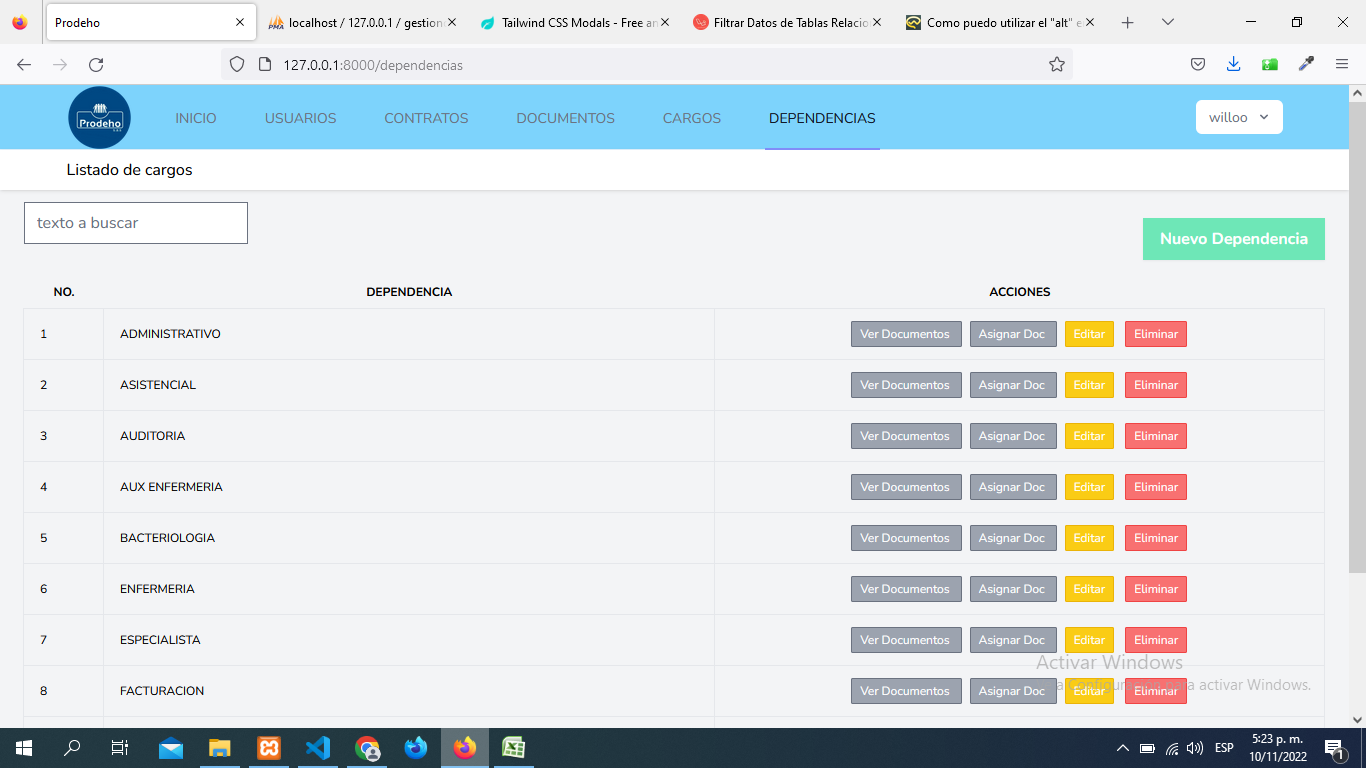 Prodeho
localhost / 127.0.0.1 / gestion
Tailwind CSS Modals - Free an
Filtrar Datos de Tablas Relacio
Como puedo utilizar el "alt" e
127.0.0.1:8000/dependencias
Prodeho
INICIO USUARIOS CONTRATOS DOCUMENTOS CARGOS DEPENDENCIAS willoo
Listado de cargos
texto a buscar
Nuevo Dependencia
NO. DEPENDENCIA ACCIONES
1 ADMINISTRATIVO Ver Documentos Asignar Doc Editar Eliminar
2 ASISTENCIAL Ver Documentos Asignar Doc Editar Eliminar
3 AUDITORIA Ver Documentos Asignar Doc Editar Eliminar
4 AUX ENFERMERIA Ver Documentos Asignar Doc Editar Eliminar
5 BACTERIOLOGIA Ver Documentos Asignar Doc Editar Eliminar
6 ENFERMERIA Ver Documentos Asignar Doc Editar Eliminar
7 ESPECIALISTA Ver Documentos Asignar Doc Editar Eliminar
Activar Windows
8 FACTURACION Ver Documentos Asignar Doc Editar Eliminar
a activar Windows.
ESP
5:23 p. m.
10/11/2022
1